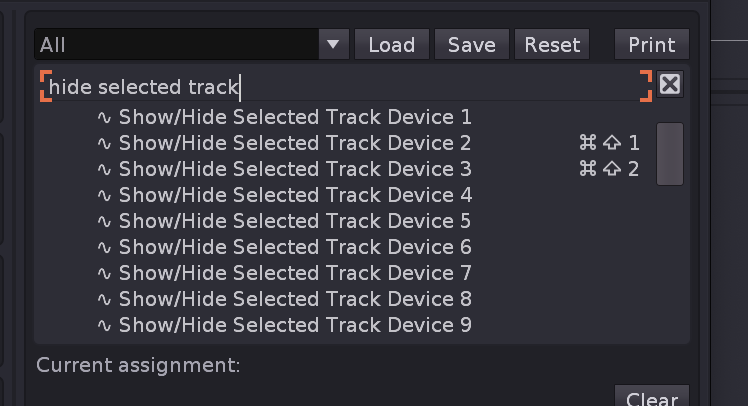 All Load Save Reset Print
hide selected track
∿ Show/Hide Selected Track Device 1
∿ Show/Hide Selected Track Device 2 ⌘⇧ 1
∿ Show/Hide Selected Track Device 3 ⌘⇧ 2
∿ Show/Hide Selected Track Device 4
∿ Show/Hide Selected Track Device 5
∿ Show/Hide Selected Track Device 6
∿ Show/Hide Selected Track Device 7
∿ Show/Hide Selected Track Device 8
∿ Show/Hide Selected Track Device 9
Current assignment:
Clear